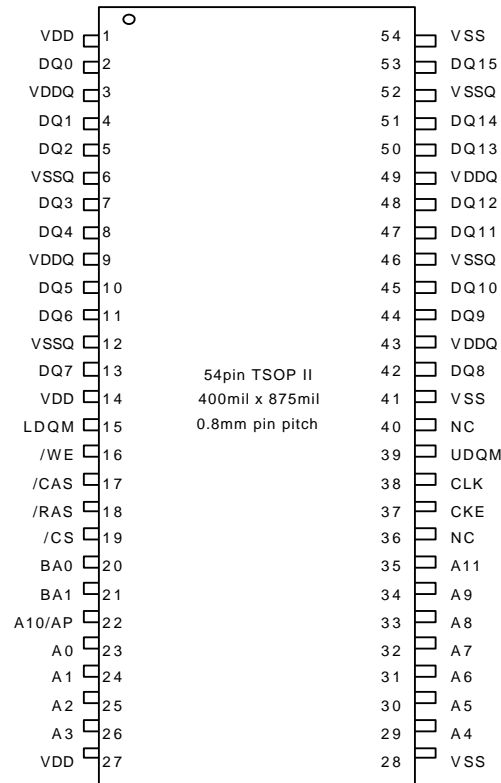 VDD 1 54 VSS
DQ0 2 53 DQ15
VDDQ 3 52 VSSQ
DQ1 4 51 DQ14
DQ2 5 50 DQ13
VSSQ 6 49 VDDQ
DQ3 7 48 DQ12
DQ4 8 47 DQ11
VDDQ 9 46 VSSQ
DQ5 10 45 DQ10
DQ6 11 44 DQ9
VSSQ 12 43 VDDQ
DQ7 13 54pin TSOP II 42 DQ8
VDD 14 400mil x 875mil 41 VSS
LDQM 15 0.8mm pin pitch 40 NC
/WE 16 39 UDQM
/CAS 17 38 CLK
/RAS 18 37 CKE
/CS 19 36 NC
BA0 20 35 A11
BA1 21 34 A9
A10/AP 22 33 A8
A0 23 32 A7
A1 24 31 A6
A2 25 30 A5
A3 26 29 A4
VDD 27 28 VSS